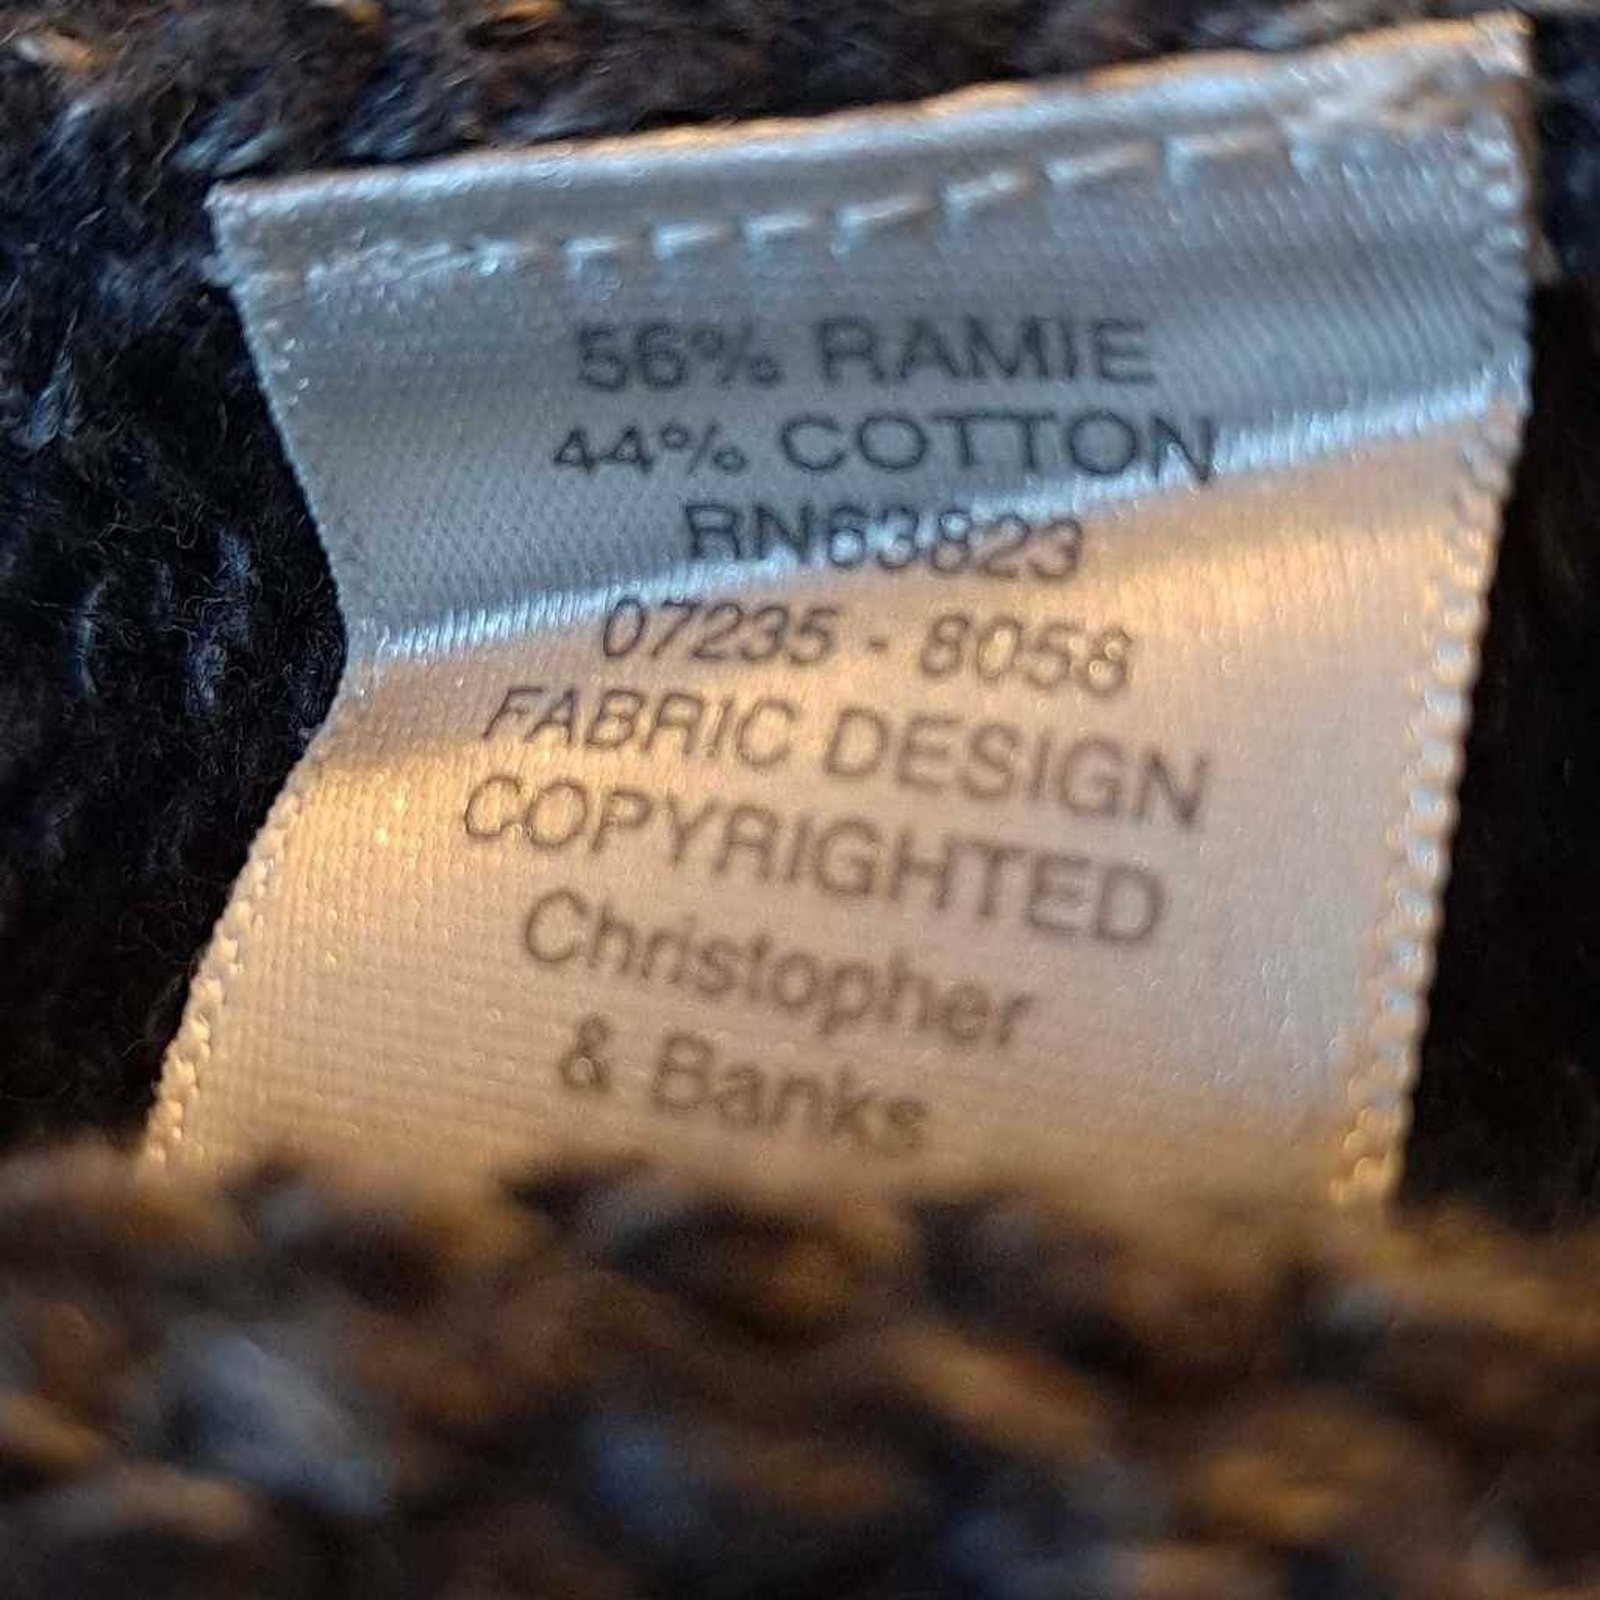 56% RAMIE
44% COTTON
RN63823
07235 - 8058
FABRIC DESIGN
COPYRIGHTED
Christopher
& Banks